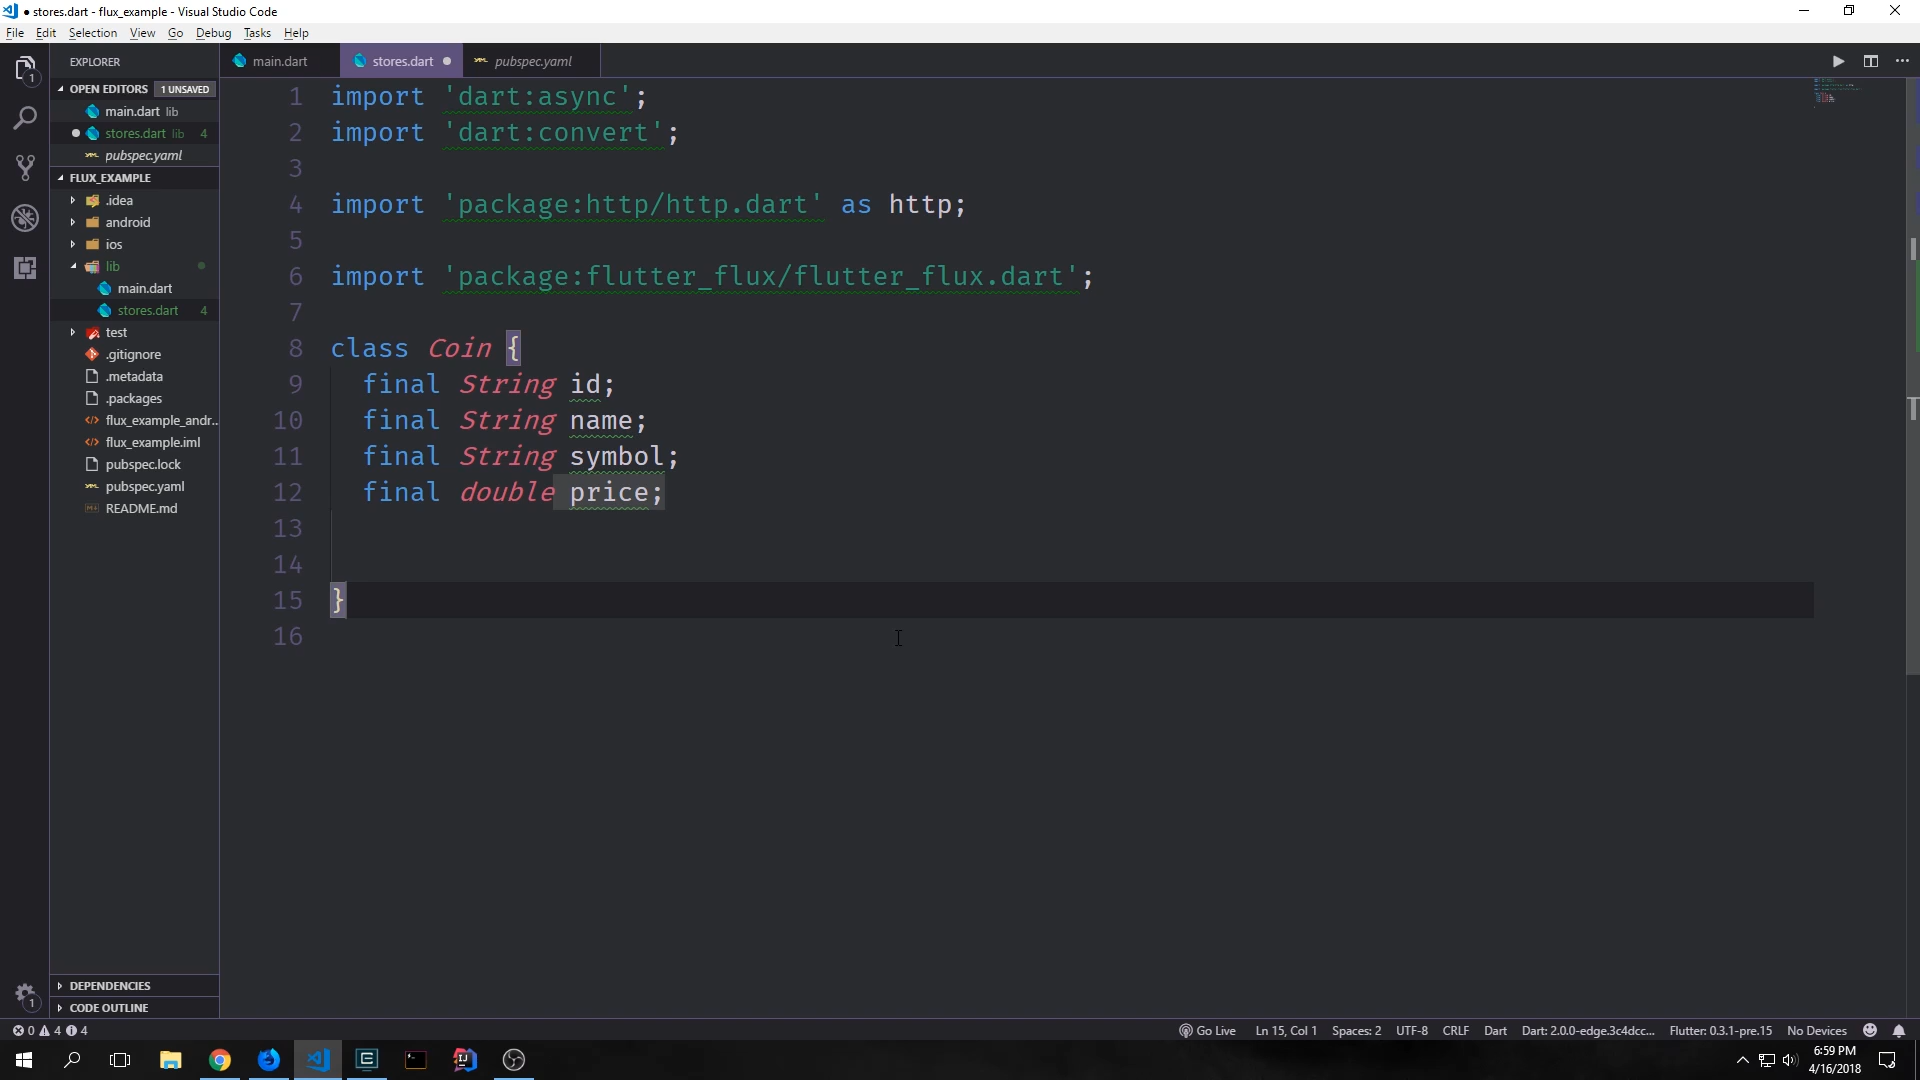 ● stores.dart - flux_example - Visual Studio Code
File Edit Selection View Go Debug Tasks Help
EXPLORER
OPEN EDITORS 1 UNSAVED
main.dart lib
stores.dart lib 4
pubspec.yaml
FLUX_EXAMPLE
.idea
android
ios
lib
main.dart
stores.dart 4
test
.gitignore
.metadata
.packages
flux_example_andr...
flux_example.iml
pubspec.lock
pubspec.yaml
README.md
DEPENDENCIES
CODE OUTLINE
1
1
main.dart stores.dart pubspec.yaml
1 import 'dart:async';
2 import 'dart:convert';
3
4 import 'package:http/http.dart' as http;
5
6 import 'package:flutter_flux/flutter_flux.dart';
7
8 class Coin {
9 final String id;
10 final String name;
11 final String symbol;
12 final double price;
13
14
15 }
16
0 4 4 Go Live Ln 15, Col 1 Spaces: 2 UTF-8 CRLF Dart Dart: 2.0.0-edge.3c4dcc... Flutter: 0.3.1-pre.15 No Devices
6:59 PM
4/16/2018